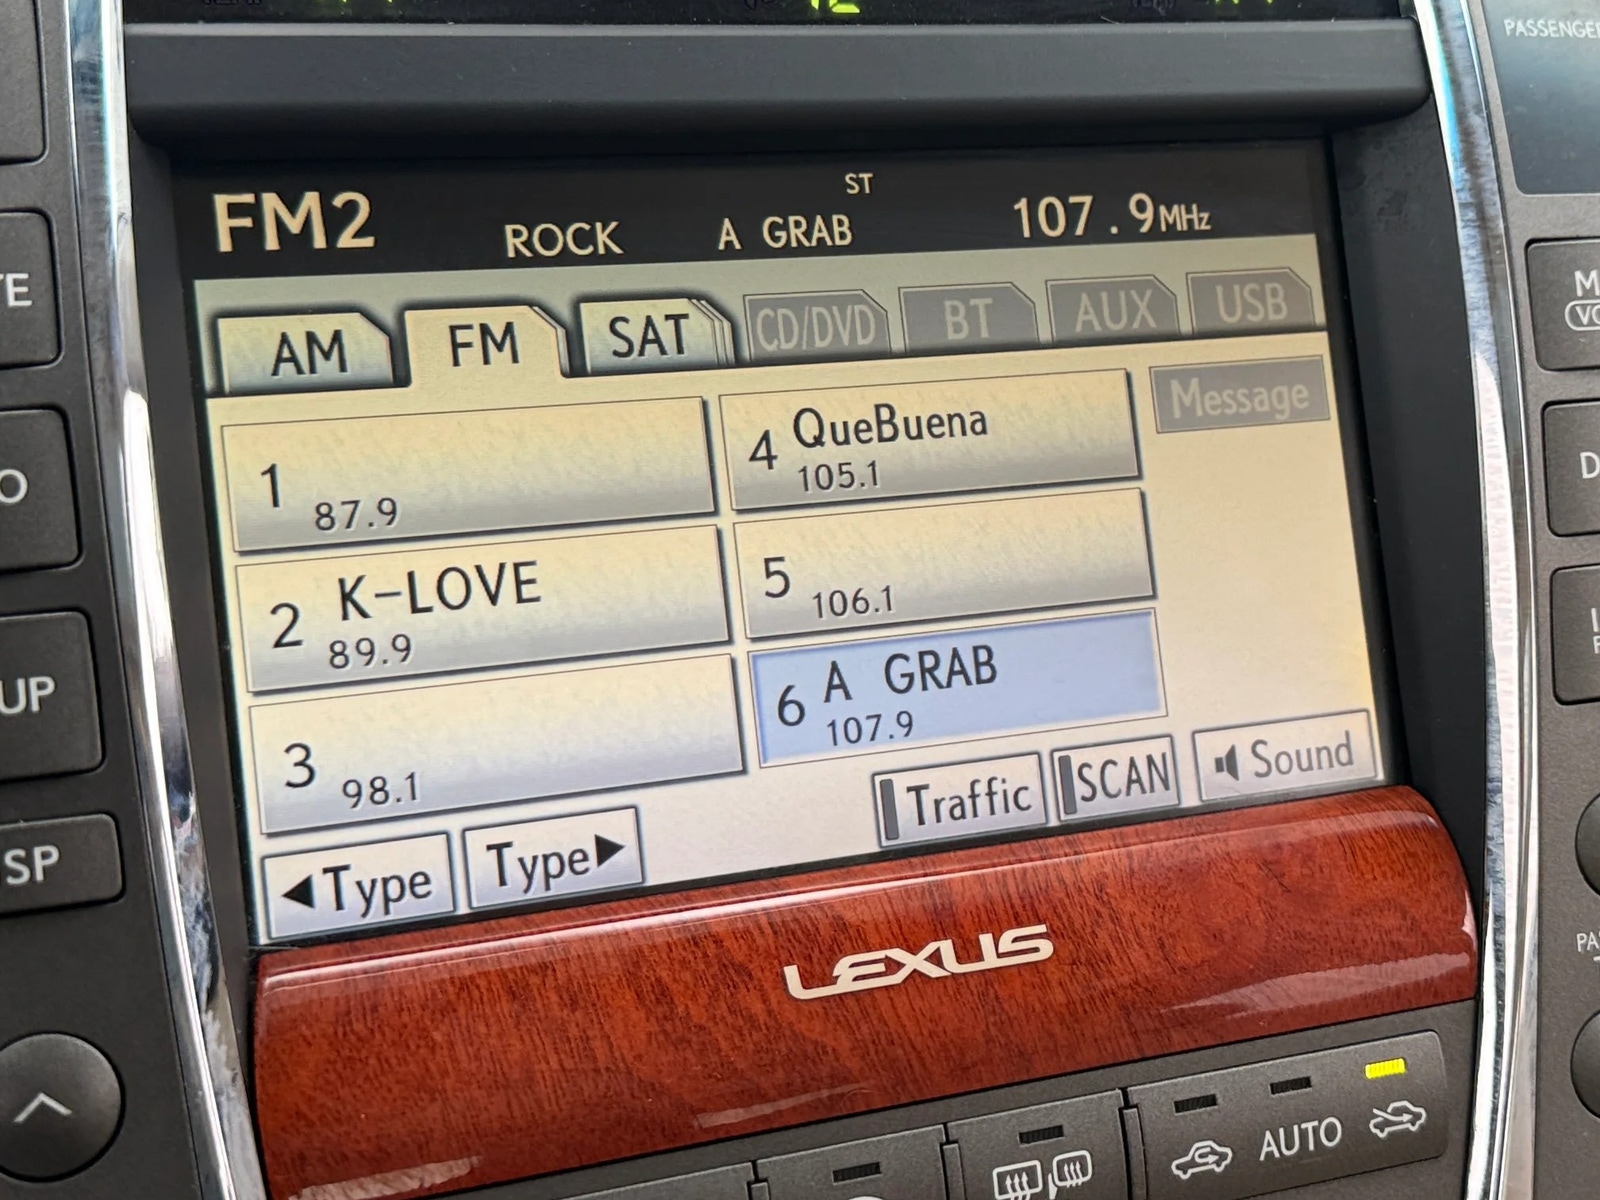 PASSENGER
ST
FM2 ROCK A GRAB 107.9MHz
AM FM SAT CD/DVD BT AUX USB
Message
1 87.9
4 QueBuena
105.1
2 K-LOVE
89.9
5 106.1
3 98.1
6 A GRAB
107.9
◀Type Type▶ Traffic SCAN Sound
LEXUS
AUTO